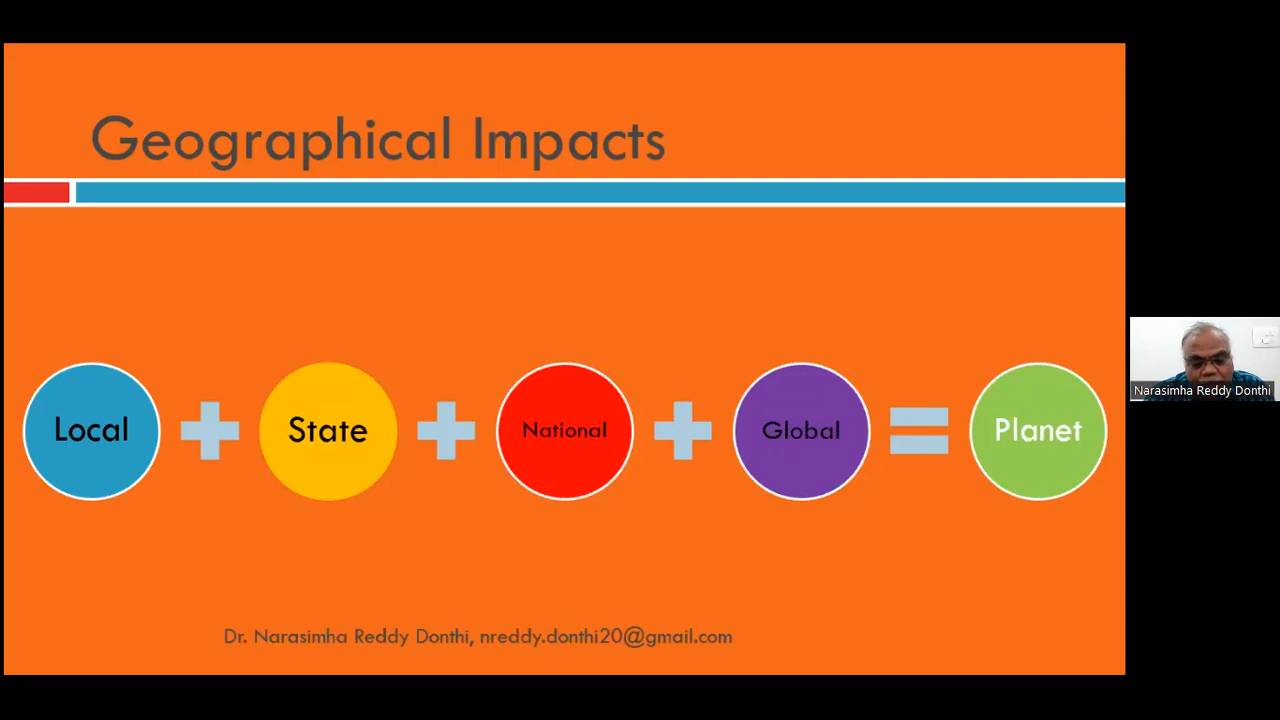 Geographical Impacts
Local
State
National
Global
Planet
Dr. Narasimha Reddy Donthi, nreddy.donthi20@gmail.com
Narasimha Reddy Donthi